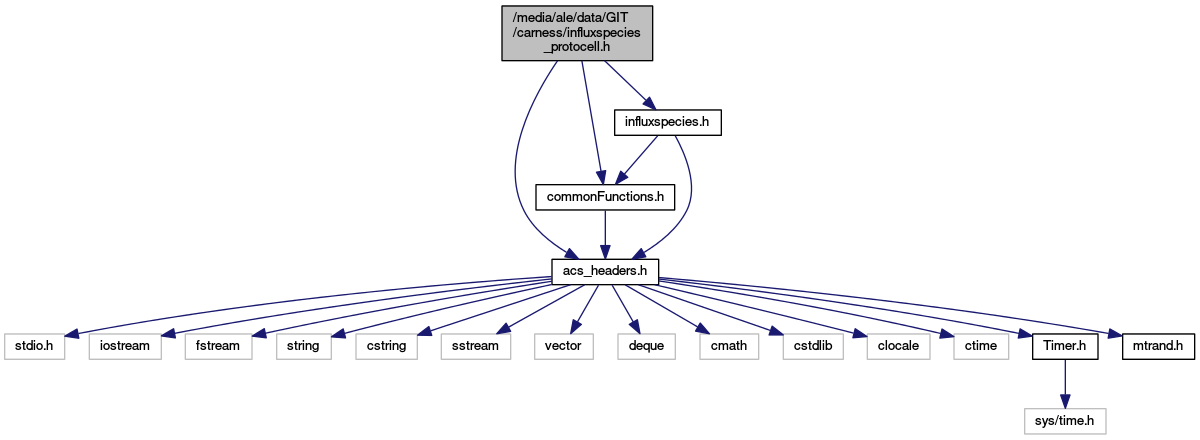 /media/ale/data/GIT
/carness/influxspecies
_protocell.h
influxspecies.h
commonFunctions.h
acs_headers.h
stdio.h
iostream
fstream
string
cstring
sstream
vector
deque
cmath
cstdlib
clocale
ctime
Timer.h
mtrand.h
sys/time.h